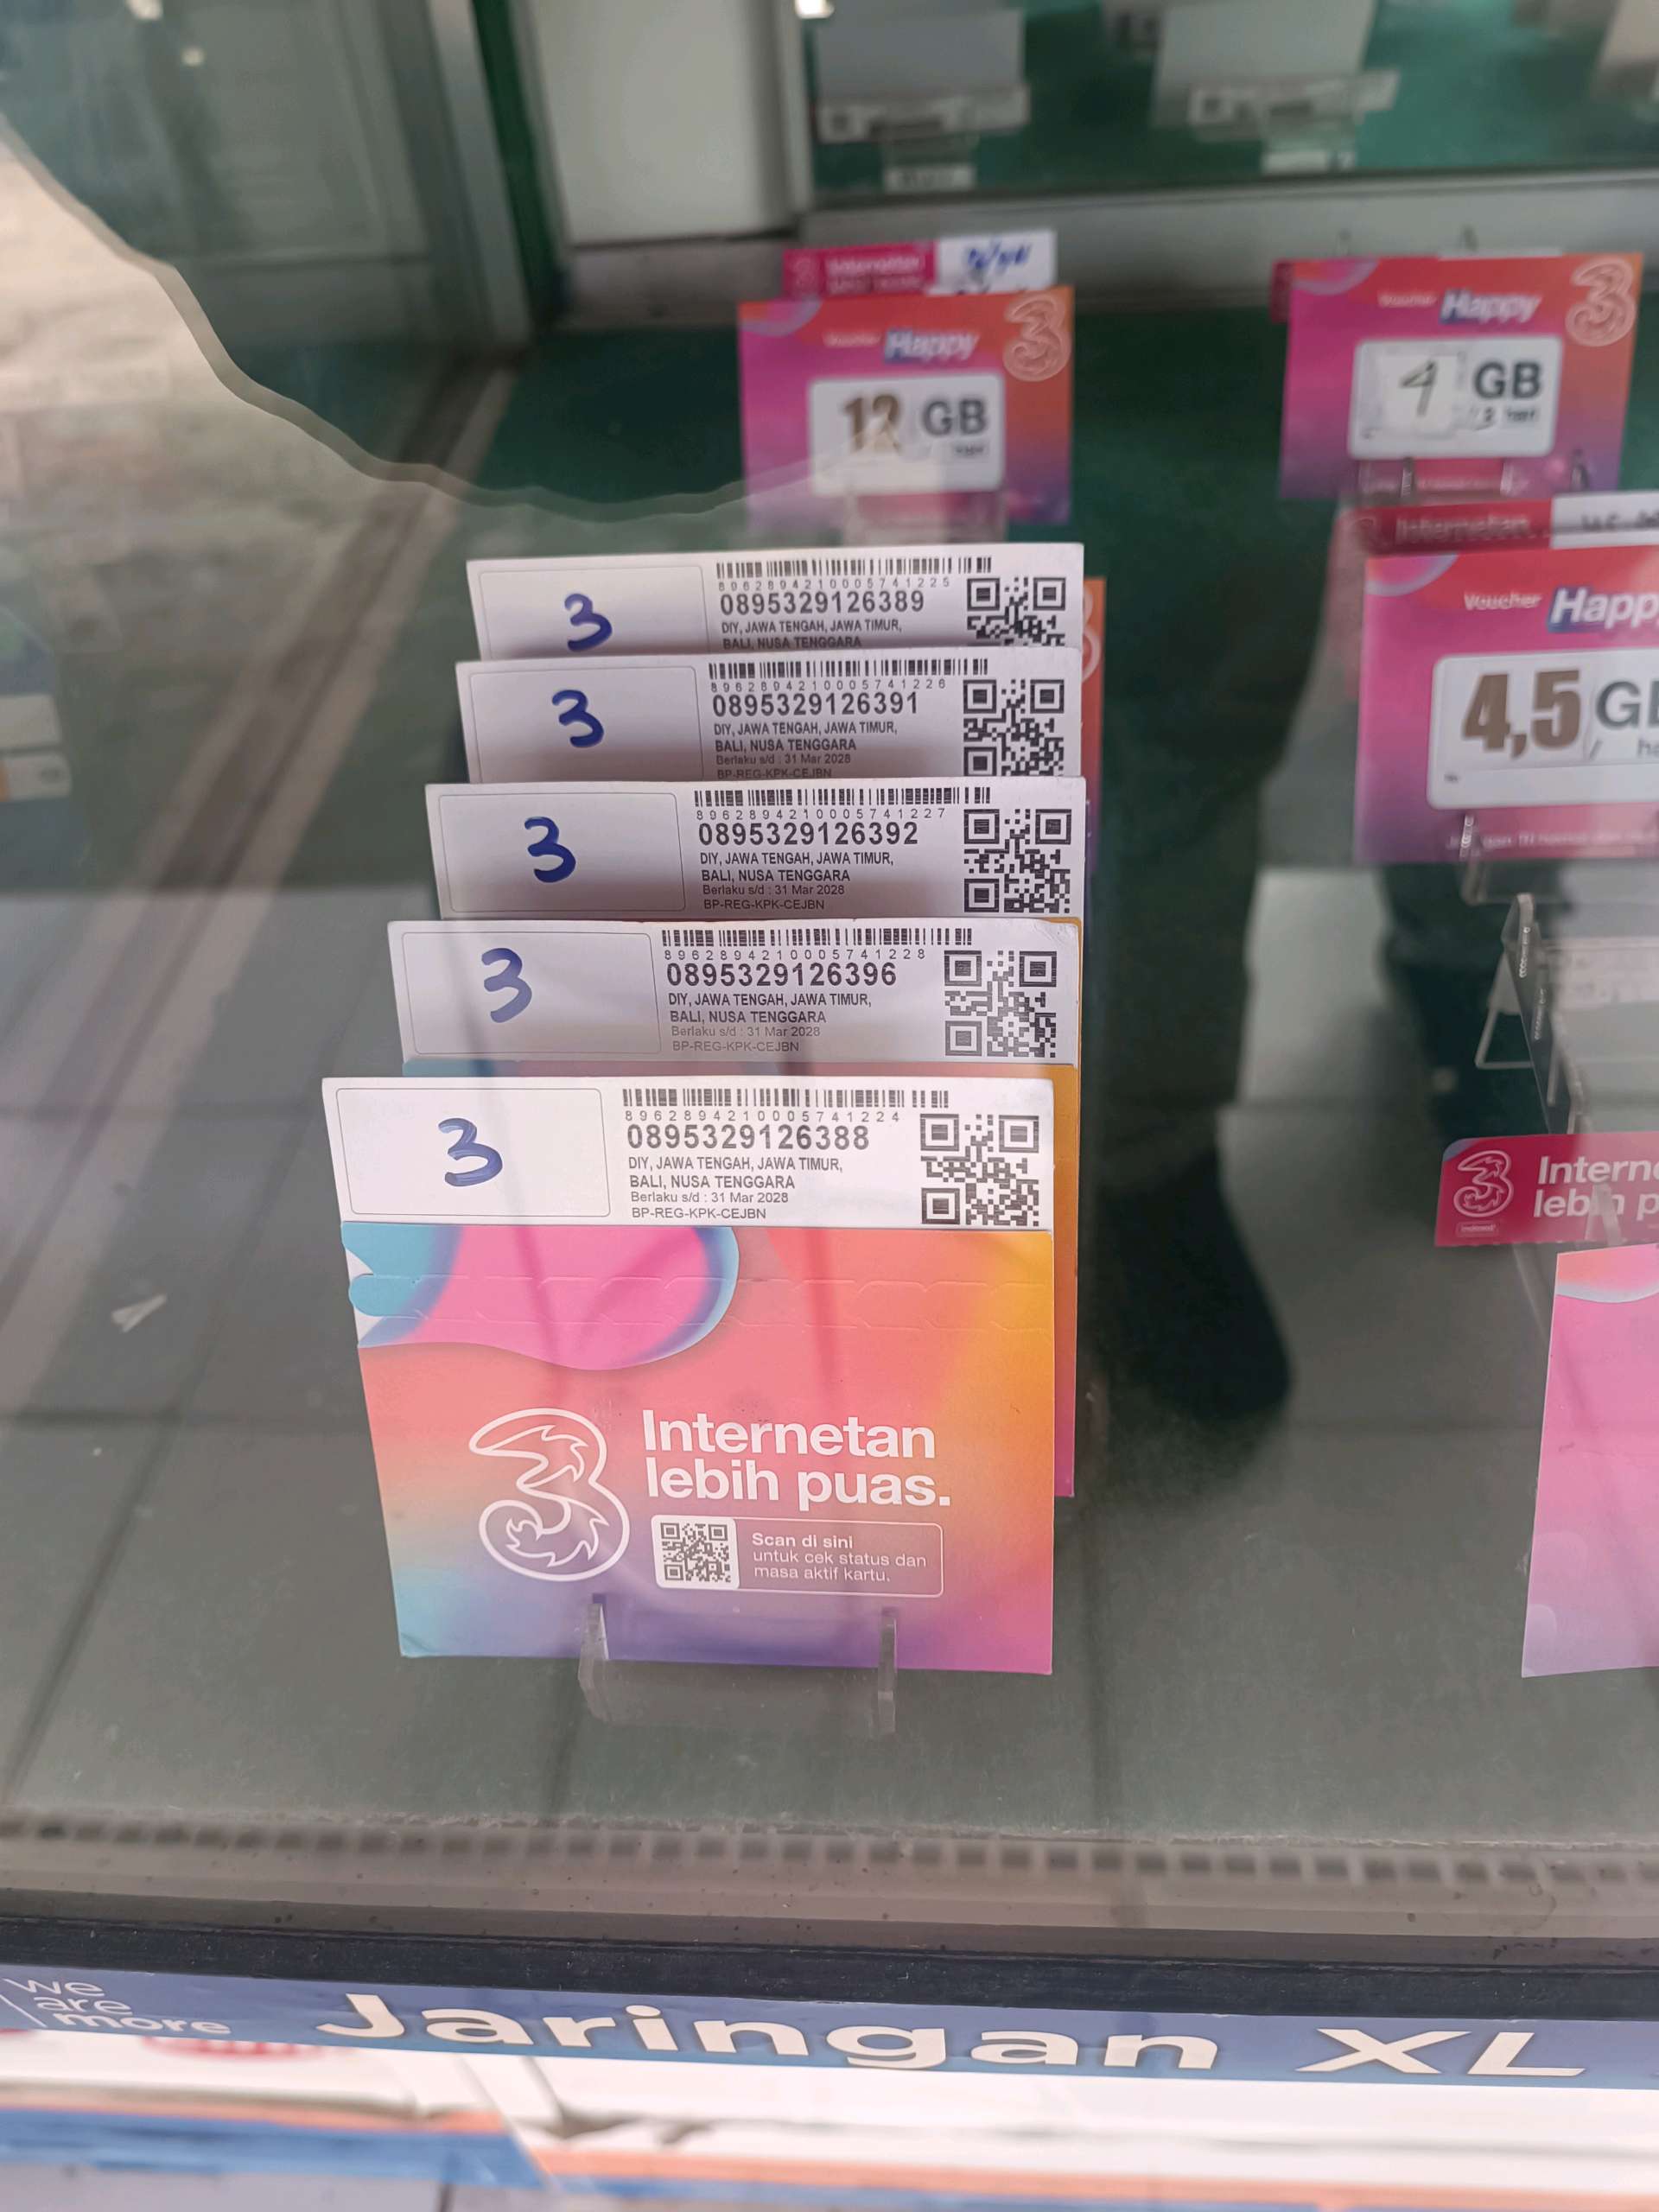 Voucher Happy
12 GB
Voucher Happy
4 GB
Internetan
Voucher
4,5
3
8962894210005741225
0895329126389
DIY, JAWA TENGAH, JAWA TIMUR,
BALI, NUSA TENGGARA
3
8962894210005741226
0895329126391
DIY, JAWA TENGAH, JAWA TIMUR,
BALI, NUSA TENGGARA
Berlaku s/d : 31 Mar 2028
BP-REG-KPK-CEJBN
3
8962894210005741227
0895329126392
DIY, JAWA TENGAH, JAWA TIMUR,
BALI, NUSA TENGGARA
Berlaku s/d : 31 Mar 2028
BP-REG-KPK-CEJBN
3
8962894210005741228
0895329126396
DIY, JAWA TENGAH, JAWA TIMUR,
BALI, NUSA TENGGARA
Berlaku s/d : 31 Mar 2028
BP-REG-KPK-CEJBN
3
8962894210005741224
0895329126388
DIY, JAWA TENGAH, JAWA TIMUR,
BALI, NUSA TENGGARA
Berlaku s/d : 31 Mar 2028
BP-REG-KPK-CEJBN
3
Internetan
lebih puas.
Scan di sini
untuk cek status dan
masa aktif kartu.
3
lebih
we
are
more
Jaringan XL